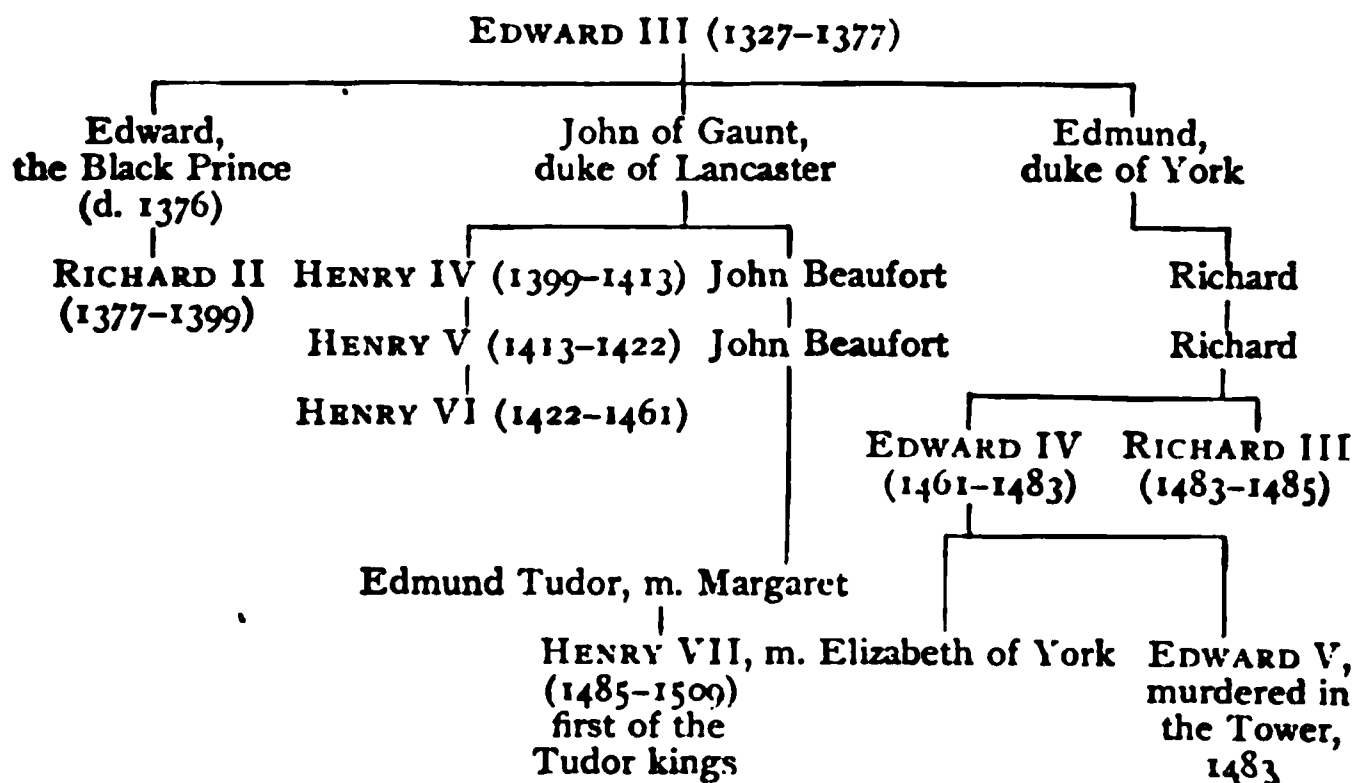 EDWARD III (1327–1377)
Edward,
the Black Prince
(d. 1376)
John of Gaunt,
duke of Lancaster
Edmund,
duke of York
RICHARD II
(1377–1399)
HENRY IV (1399–1413)
John Beaufort
Richard
HENRY V (1413–1422)
John Beaufort
Richard
HENRY VI (1422–1461)
EDWARD IV
(1461–1483)
RICHARD III
(1483–1485)
Edmund Tudor, m. Margaret
HENRY VII, m. Elizabeth of York
(1485–1509)
first of the
Tudor kings
EDWARD V,
murdered in
the Tower,
1483